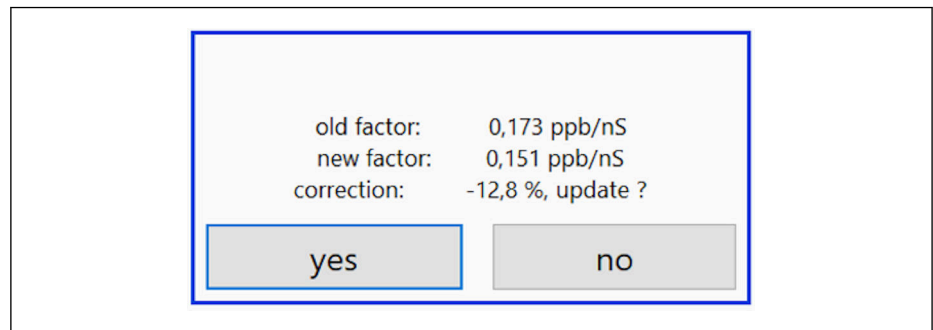 old factor: 0,173 ppb/nS
new factor: 0,151 ppb/nS
correction: -12,8 %, update ?
yes no